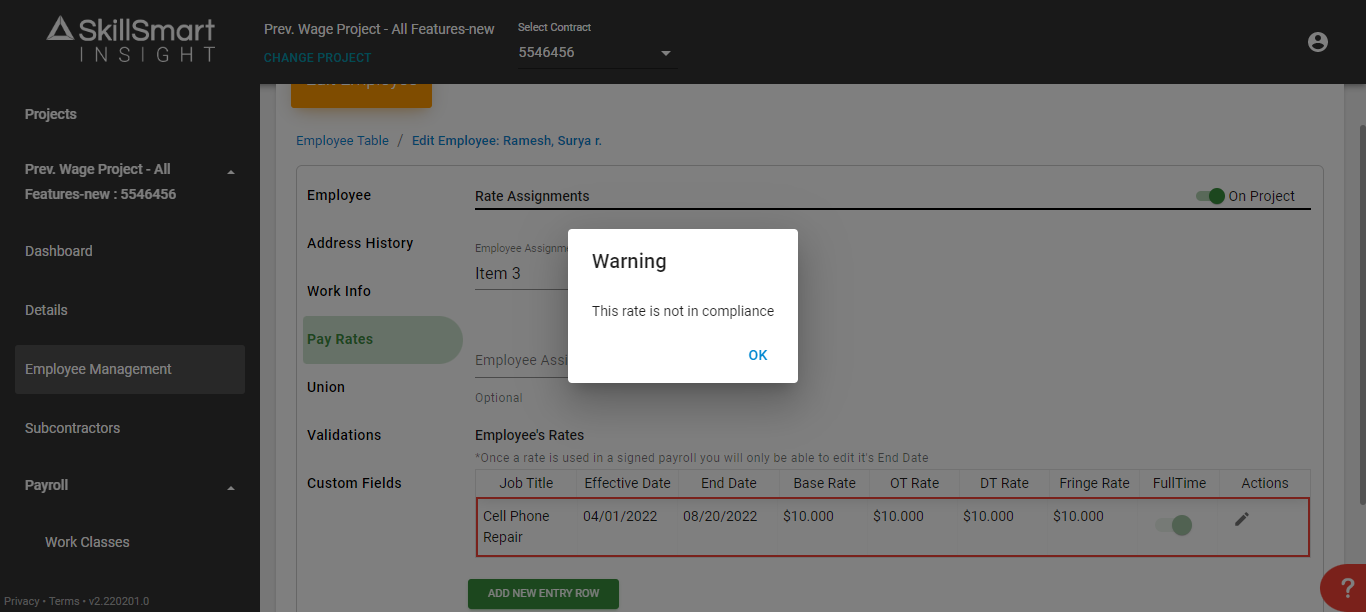 SkillSmart
INSIGHT
Prev. Wage Project - All Features-new
CHANGE PROJECT
Select Contract
5546456
Projects
Prev. Wage Project - All
Features-new : 5546456
Dashboard
Details
Employee Management
Subcontractors
Payroll
Work Classes
Privacy • Terms • v2.220201.0
Edit Employee
Employee Table / Edit Employee: Ramesh, Surya r.
Employee
Address History
Work Info
Pay Rates
Union
Validations
Custom Fields
Rate Assignments
On Project
Employee Assignm
Item 3
Employee Assi
Optional
Warning
This rate is not in compliance
OK
Employee's Rates
*Once a rate is used in a signed payroll you will only be able to edit it's End Date
Job Title Effective Date End Date Base Rate OT Rate DT Rate Fringe Rate FullTime Actions
Cell Phone 04/01/2022 08/20/2022 $10.000 $10.000 $10.000 $10.000
Repair
ADD NEW ENTRY ROW
?